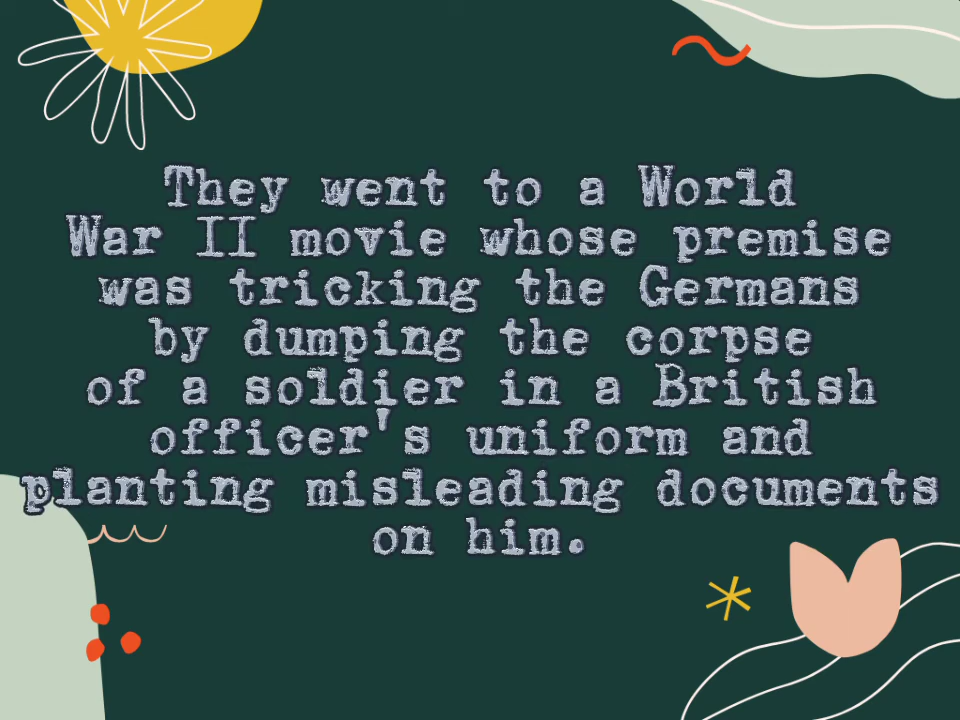 They went to a World
War II movie whose premise
was tricking the Germans
by dumping the corpse
of a soldier in a British
officer's uniform and
planting misleading documents
on him.